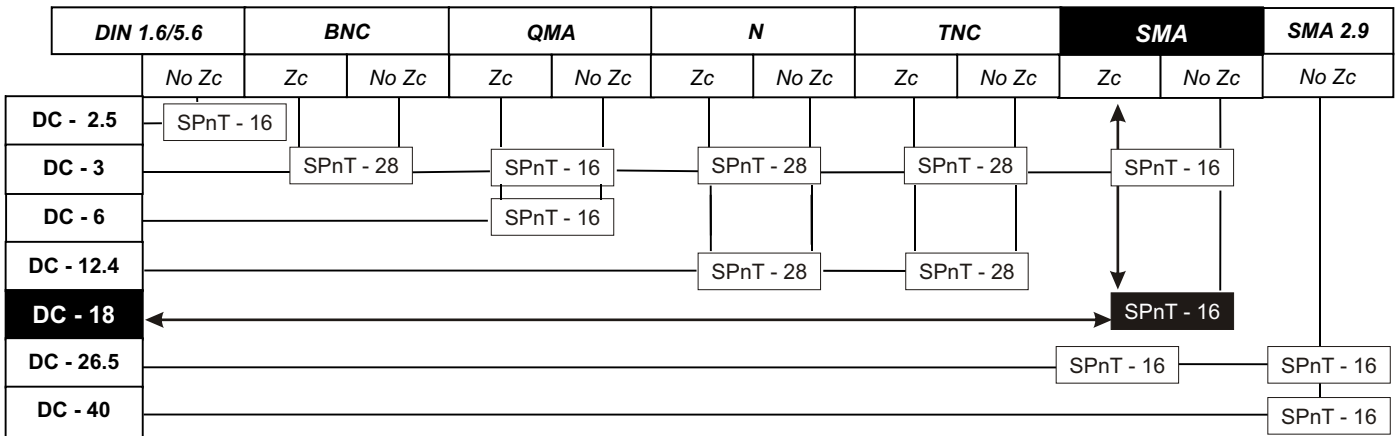 DIN 1.6/5.6 BNC QMA N TNC SMA SMA 2.9
No Zc Zc No Zc Zc No Zc Zc No Zc Zc No Zc Zc No Zc No Zc
DC - 2.5 SPnT - 16
DC - 3 SPnT - 28 SPnT - 16 SPnT - 28 SPnT - 28 SPnT - 16
DC - 6 SPnT - 16
DC - 12.4 SPnT - 28 SPnT - 28
DC - 18 SPnT - 16
DC - 26.5 SPnT - 16 SPnT - 16
DC - 40 SPnT - 16